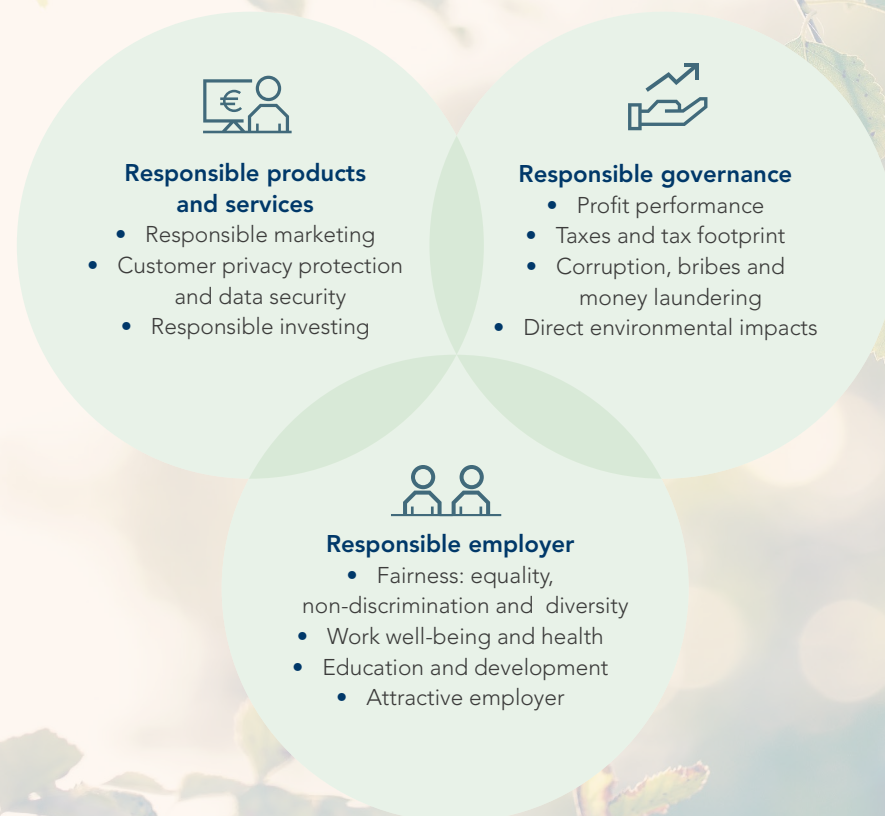 €
Responsible products
and services
• Responsible marketing
• Customer privacy protection
and data security
• Responsible investing
Responsible governance
• Profit performance
• Taxes and tax footprint
• Corruption, bribes and
money laundering
• Direct environmental impacts
Responsible employer
• Fairness: equality,
non-discrimination and diversity
• Work well-being and health
• Education and development
• Attractive employer